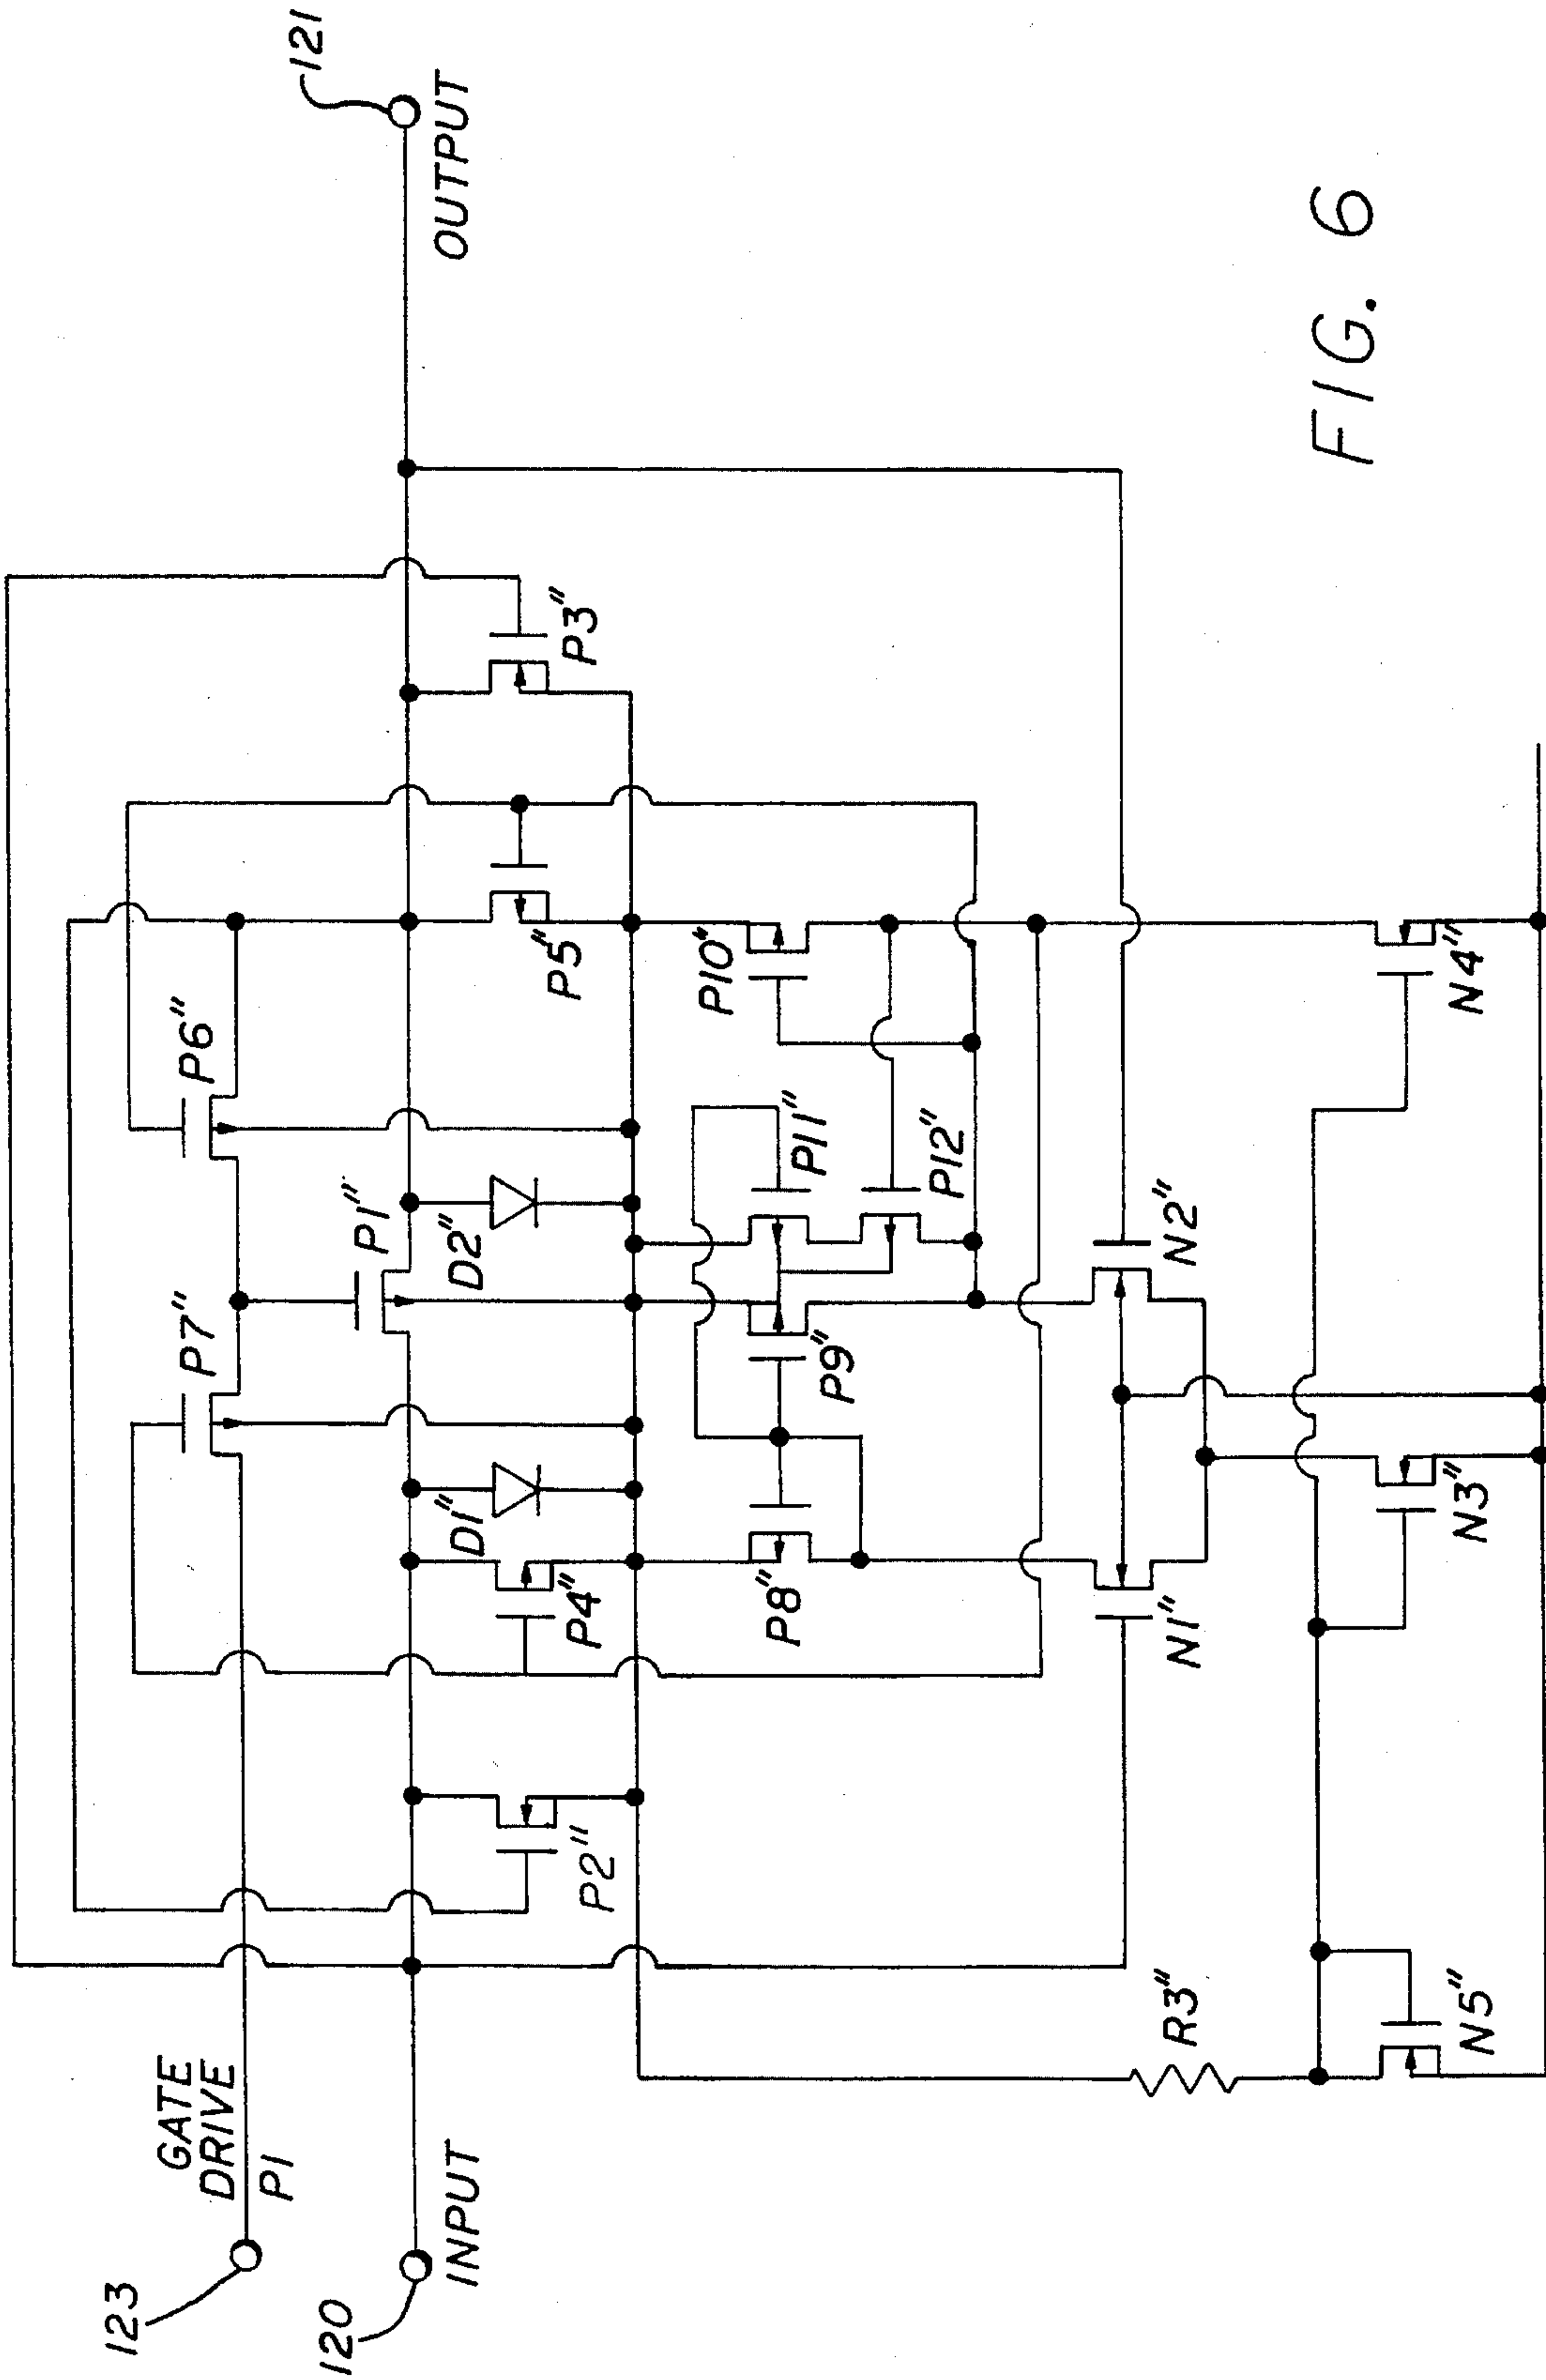 123
GATE
DRIVE
P1
120
INPUT
P7"
P6"
P1"
D1"
D2"
P2"
P4"
P5"
P3"
121
OUTPUT
P8"
P9"
P10"
P11"
P12"
N1"
N2"
R3"
N5"
N3"
N4"
FIG. 6